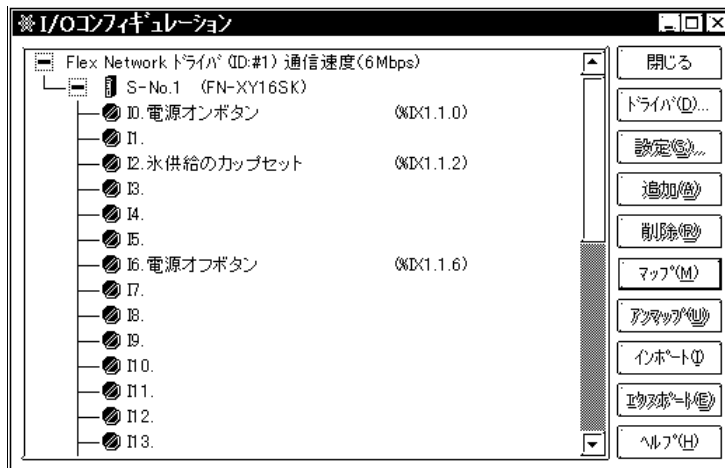 I/Oコンフィギュレーション
Flex Network ドライバ (ID:#1) 通信速度(6Mbps)
S-No.1 (FN-XY16SK)
I0.電源オンボタン (%IX1.1.0)
I1.
I2.氷供給のカップセット (%IX1.1.2)
I3.
I4.
I5.
I6.電源オフボタン (%IX1.1.6)
I7.
I8.
I9.
I10.
I11.
I12.
I13.
閉じる
ドライバ(D)...
設定(S)...
追加(A)
削除(R)
マップ(M)
アンマップ(U)
インポート(I)
エクスポート(E)
ヘルプ(H)